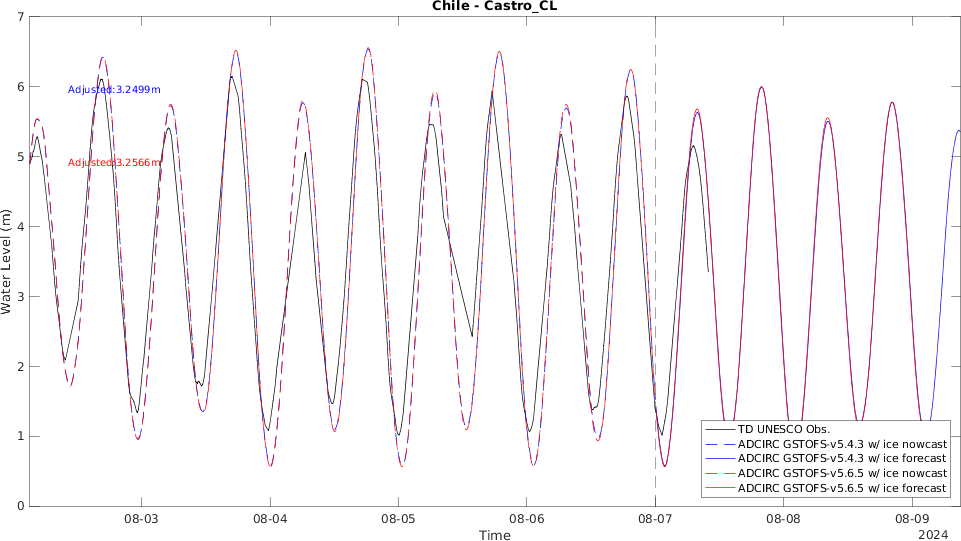 Chile - Castro_CL
7
6
5
4
3
2
1
0
Water Level (m)
Adjusted:3.2499m
Adjusted:3.2566m
TD UNESCO Obs.
ADCIRC GSTOFS-v5.4.3 w/ ice nowcast
ADCIRC GSTOFS-v5.4.3 w/ ice forecast
ADCIRC GSTOFS-v5.6.5 w/ ice nowcast
ADCIRC GSTOFS-v5.6.5 w/ ice forecast
08-03 08-04 08-05 08-06 08-07 08-08 08-09
Time
2024